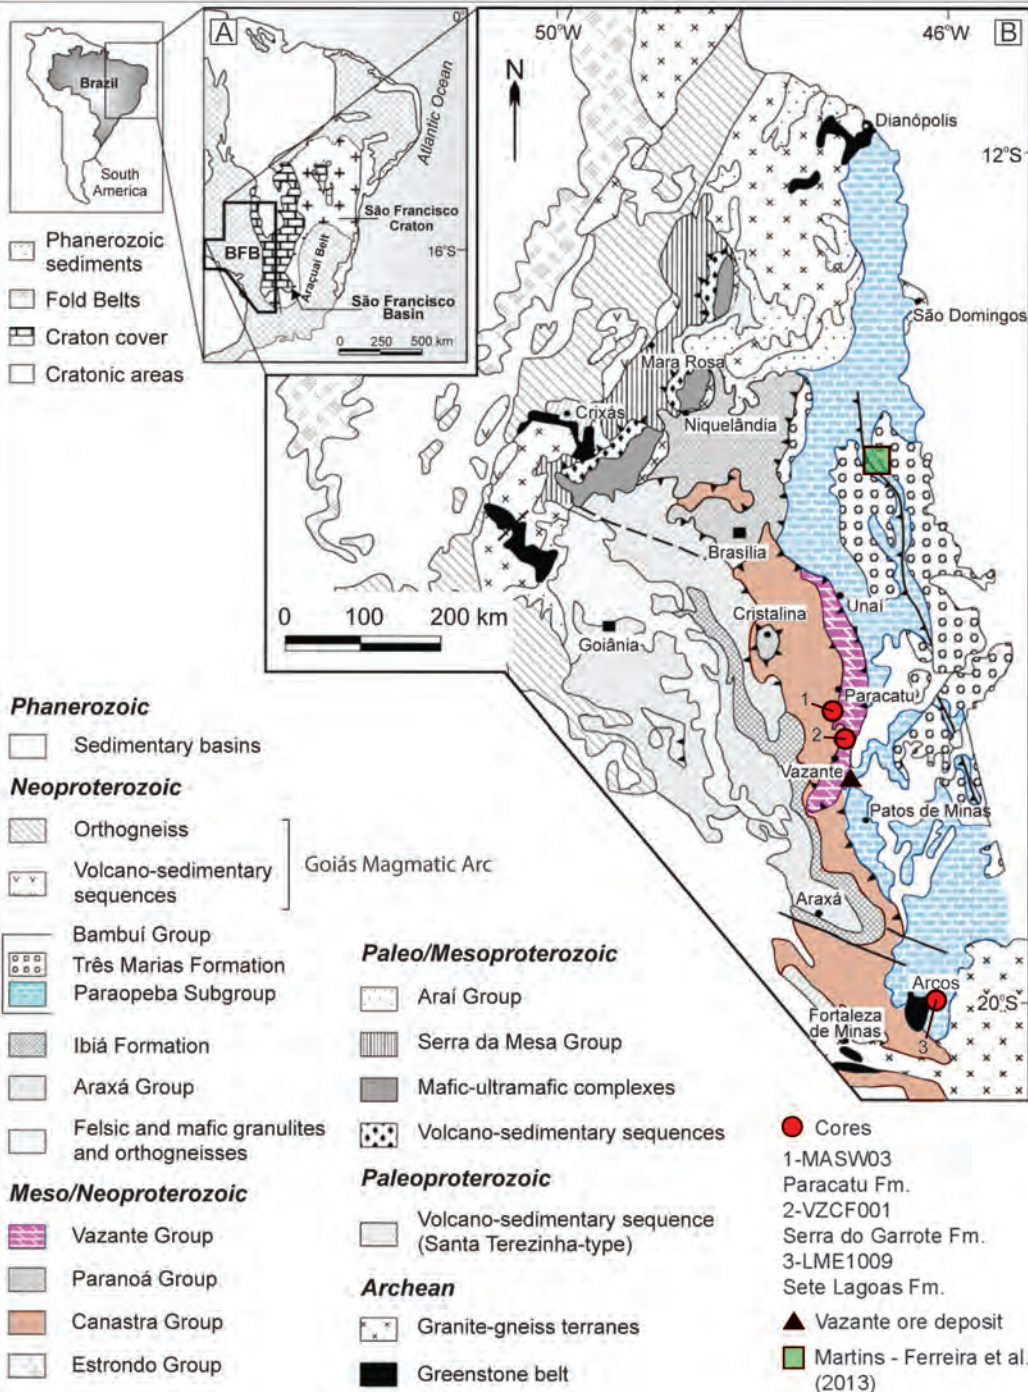 Brazil
South
America
A
0°
Atlantic Ocean
São Francisco
Craton
16°S
BFB
Araçuaí Belt
São Francisco
Basin
0 250 500 km
Phanerozoic
sediments
Fold Belts
Craton cover
Cratonic areas
50°W
46°W
B
N
Dianópolis
12°S
São Domingos
Mara Rosa
Crixás
Niquelândia
Brasília
Unaí
Cristalina
Goiânia
0 100 200 km
Paracatu
1
2
Vazante
Patos de Minas
Araxá
Arcos
20°S
Fortaleza
de Minas
3
Phanerozoic
Sedimentary basins
Neoproterozoic
Orthogneiss
Volcano-sedimentary
sequences
Goiás Magmatic Arc
Bambuí Group
Três Marias Formation
Paraopeba Subgroup
Ibiá Formation
Araxá Group
Felsic and mafic granulites
and orthogneisses
Meso/Neoproterozoic
Vazante Group
Paranoá Group
Canastra Group
Estrondo Group
Paleo/Mesoproterozoic
Araí Group
Serra da Mesa Group
Mafic-ultramafic complexes
Volcano-sedimentary sequences
Paleoproterozoic
Volcano-sedimentary sequence
(Santa Terezinha-type)
Archean
Granite-gneiss terranes
Greenstone belt
Cores
1-MASW03
Paracatu Fm.
2-VZCF001
Serra do Garrote Fm.
3-LME1009
Sete Lagoas Fm.
Vazante ore deposit
Martins - Ferreira et al.
(2013)